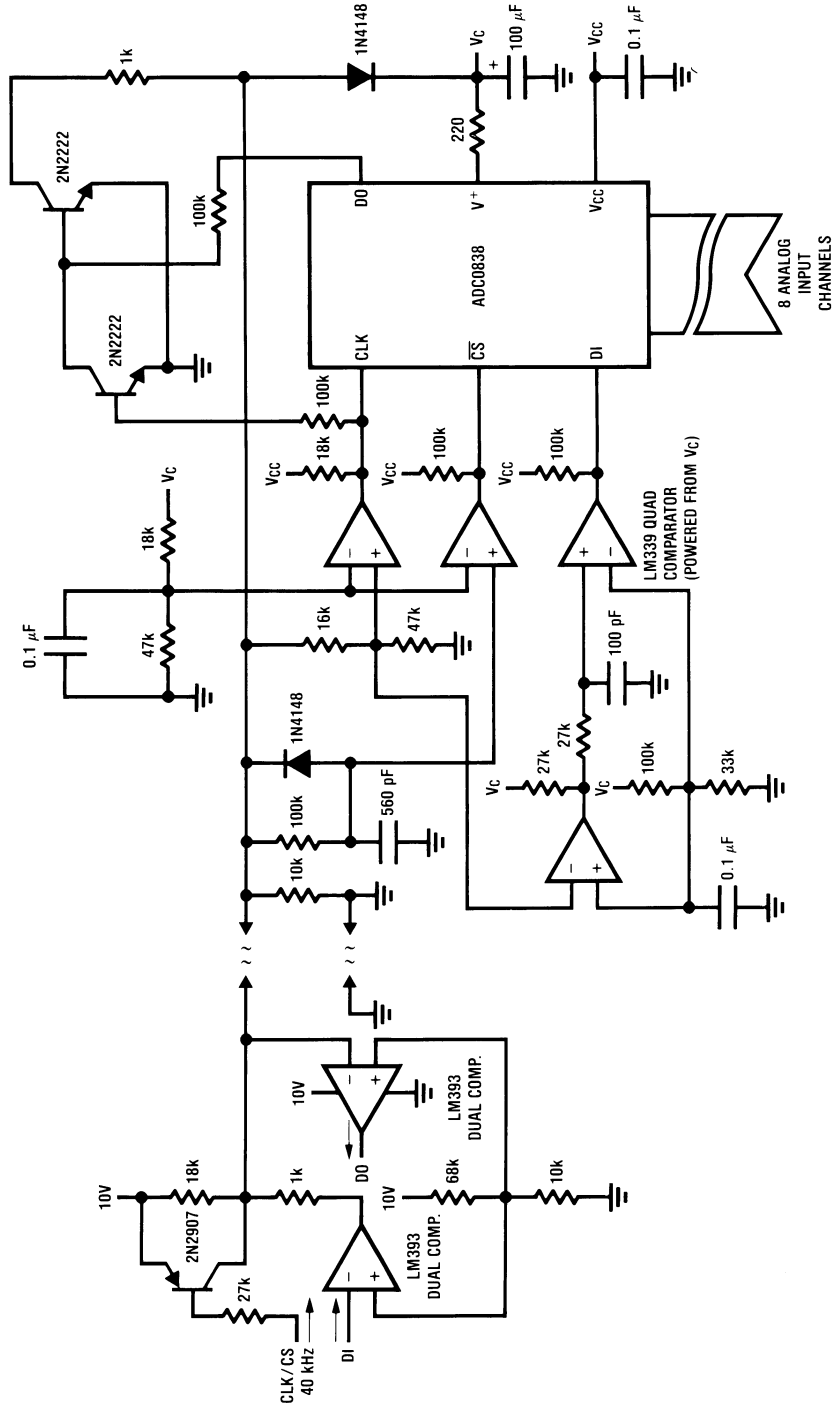 10V
2N2907
18k
27k
CLK/CS
40 kHz
DI
1k
−
+
LM393
DUAL COMP.
10V
DO
−
+
LM393
DUAL COMP.
10V
68k
10k
~ ~
~ ~
10k
100k
1N4148
560 pF
0.1 µF
47k
18k
VC
16k
47k
2N2222
2N2222
1k
100k
1N4148
VC
+
100 µF
220
VCC
0.1 µF
VCC
18k
100k
−
+
VCC
100k
−
+
VCC
100k
+
−
LM339 QUAD
COMPARATOR
(POWERED FROM VC)
CLK
CS
DI
ADC0838
DO
V+
VCC
8 ANALOG
INPUT
CHANNELS
−
+
VC
27k
27k
100 pF
VC
100k
33k
0.1 µF